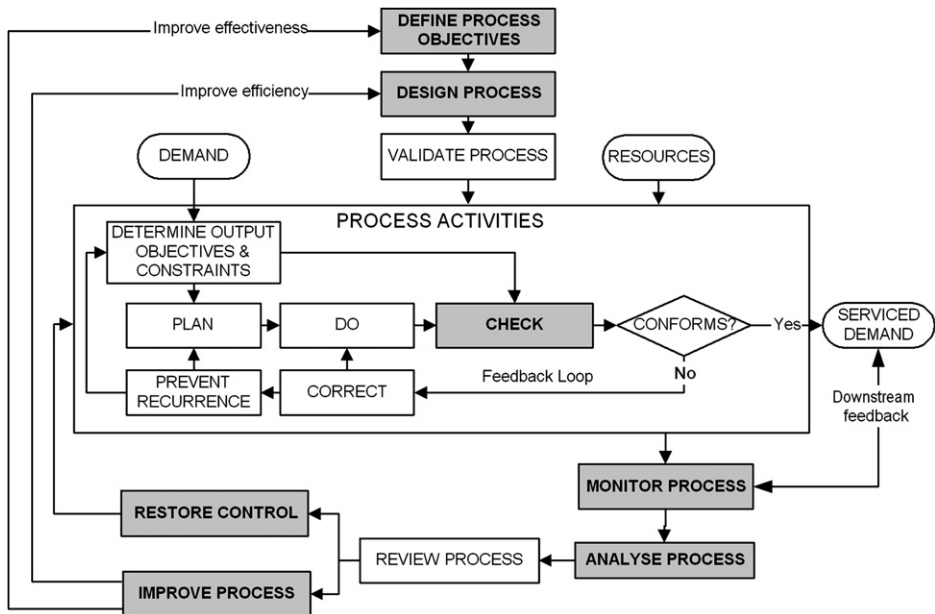 Improve effectiveness
DEFINE PROCESS
OBJECTIVES
Improve efficiency
DESIGN PROCESS
DEMAND
VALIDATE PROCESS
RESOURCES
PROCESS ACTIVITIES
DETERMINE OUTPUT
OBJECTIVES &
CONSTRAINTS
PLAN
DO
CHECK
CONFORMS?
Yes
SERVICED
DEMAND
PREVENT
RECURRENCE
CORRECT
Feedback Loop
No
Downstream
feedback
MONITOR PROCESS
RESTORE CONTROL
REVIEW PROCESS
ANALYSE PROCESS
IMPROVE PROCESS